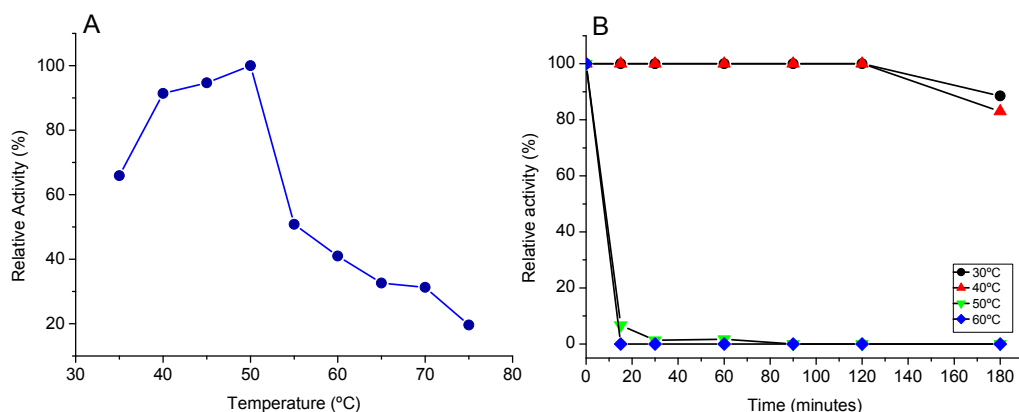 A
Relative Activity (%)
100
80
60
40
20
30 40 50 60 70 80
Temperature (ºC)
B
Relative activity (%)
100
80
60
40
20
0
30ºC
40ºC
50ºC
60ºC
0 20 40 60 80 100 120 140 160 180
Time (minutes)